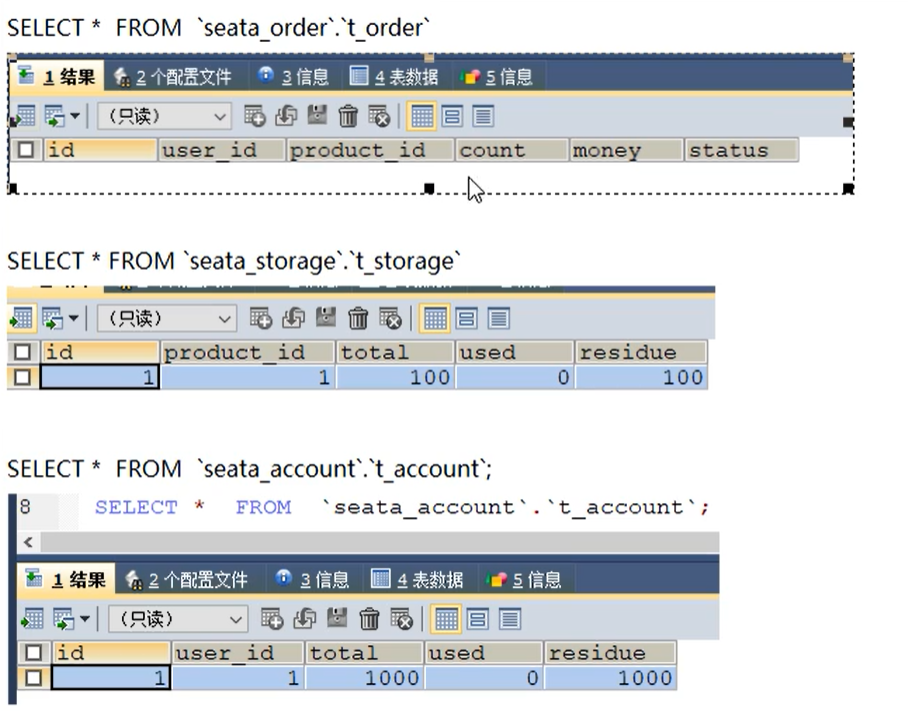 SELECT *  FROM  `seata_order`.`t_order`
1 结果 2 个配置文件 3 信息 4 表数据 5 信息
（只读）
id user_id product_id count money status
SELECT * FROM `seata_storage`.`t_storage`
（只读）
id product_id total used residue
1 1 100 0 100
SELECT *  FROM  `seata_account`.`t_account`;
8 SELECT *  FROM  `seata_account`.`t_account`;
1 结果 2 个配置文件 3 信息 4 表数据 5 信息
（只读）
id user_id total used residue
1 1 1000 0 1000